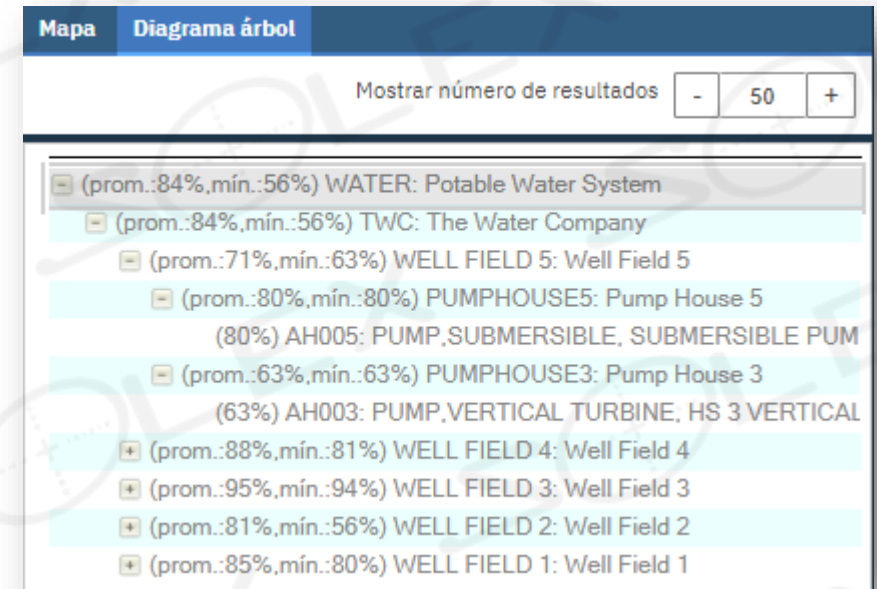 Mapa Diagrama árbol
Mostrar número de resultados - 50 +
(prom.:84%,mín.:56%) WATER: Potable Water System
(prom.:84%,mín.:56%) TWC: The Water Company
(prom.:71%,mín.:63%) WELL FIELD 5: Well Field 5
(prom.:80%,mín.:80%) PUMPHOUSE5: Pump House 5
(80%) AH005: PUMP,SUBMERSIBLE, SUBMERSIBLE PUM
(prom.:63%,mín.:63%) PUMPHOUSE3: Pump House 3
(63%) AH003: PUMP,VERTICAL TURBINE, HS 3 VERTICAL
(prom.:88%,mín.:81%) WELL FIELD 4: Well Field 4
(prom.:95%,mín.:94%) WELL FIELD 3: Well Field 3
(prom.:81%,mín.:56%) WELL FIELD 2: Well Field 2
(prom.:85%,mín.:80%) WELL FIELD 1: Well Field 1
SOLEX